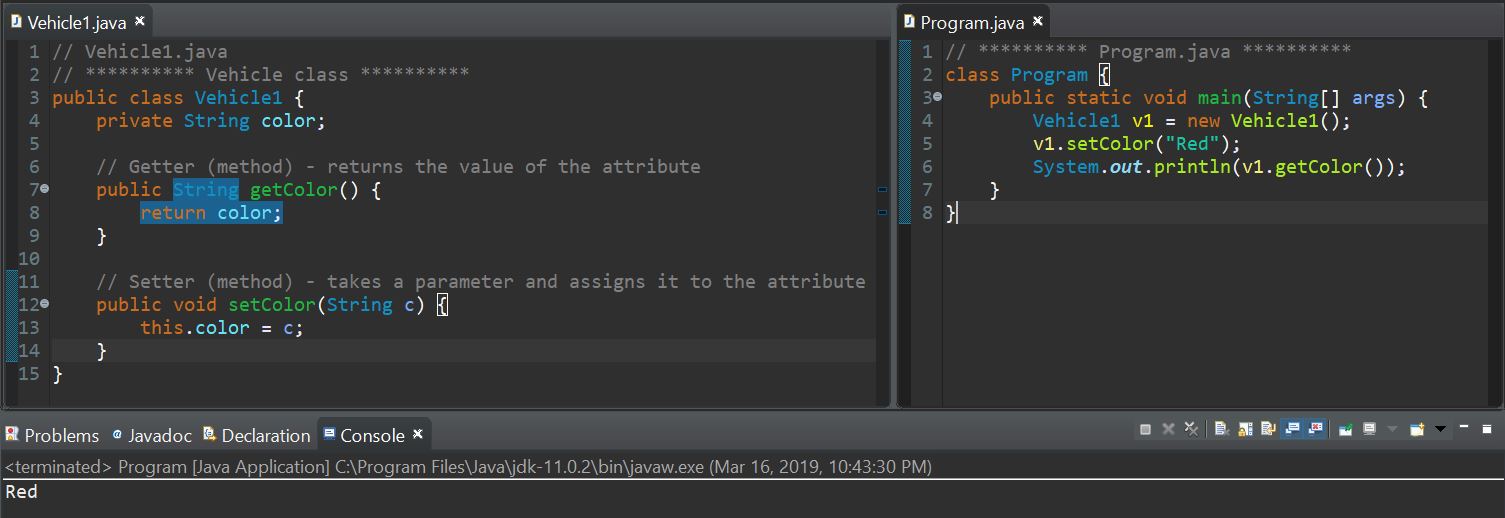 Vehicle1.java
1 // Vehicle1.java
2 // ********** Vehicle class **********
3 public class Vehicle1 {
4     private String color;
5
6     // Getter (method) - returns the value of the attribute
7     public String getColor() {
8         return color;
9     }
10
11     // Setter (method) - takes a parameter and assigns it to the attribute
12     public void setColor(String c) {
13         this.color = c;
14     }
15 }
Program.java
1 // ********** Program.java **********
2 class Program {
3     public static void main(String[] args) {
4         Vehicle1 v1 = new Vehicle1();
5         v1.setColor("Red");
6         System.out.println(v1.getColor());
7     }
8 }
Problems @ Javadoc Declaration Console
<terminated> Program [Java Application] C:\Program Files\Java\jdk-11.0.2\bin\javaw.exe (Mar 16, 2019, 10:43:30 PM)
Red